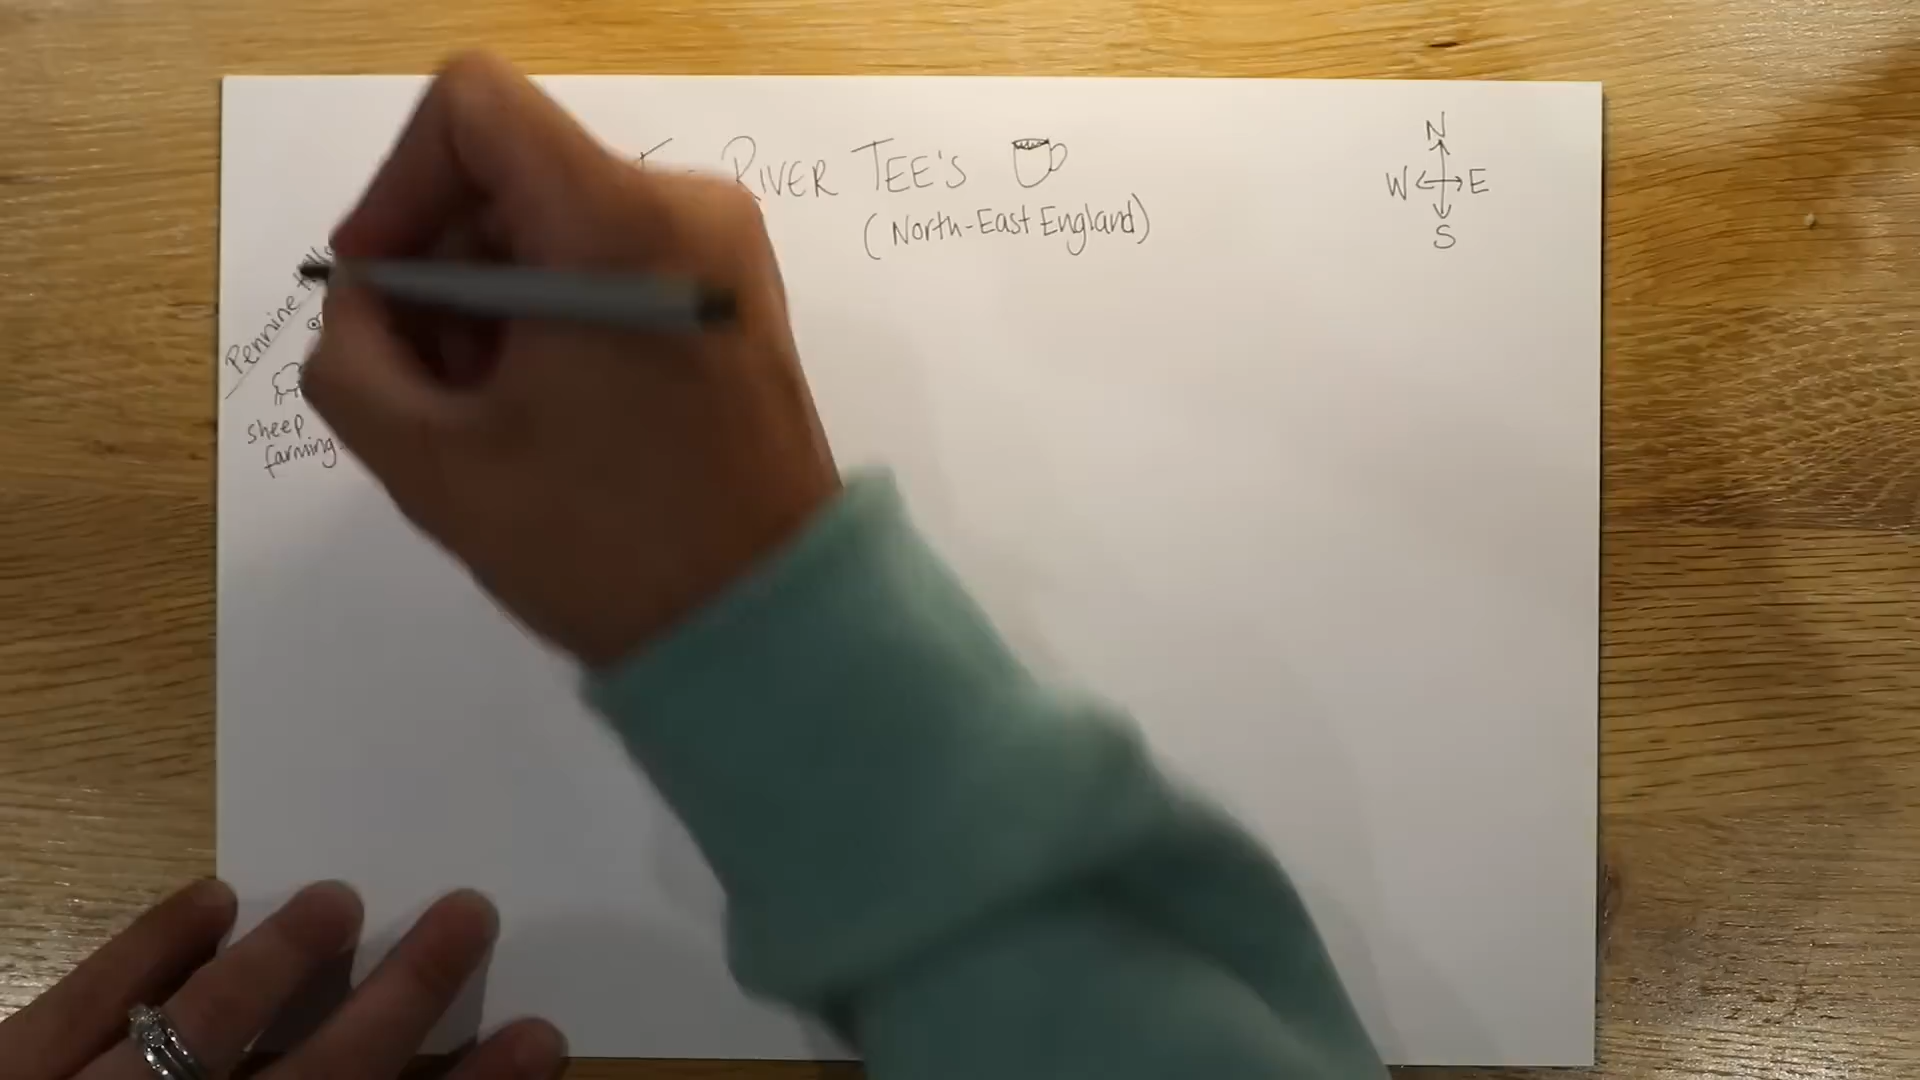 RIVER TEE'S
(North-East England)
N
W E
S
Pennine
sheep
farming